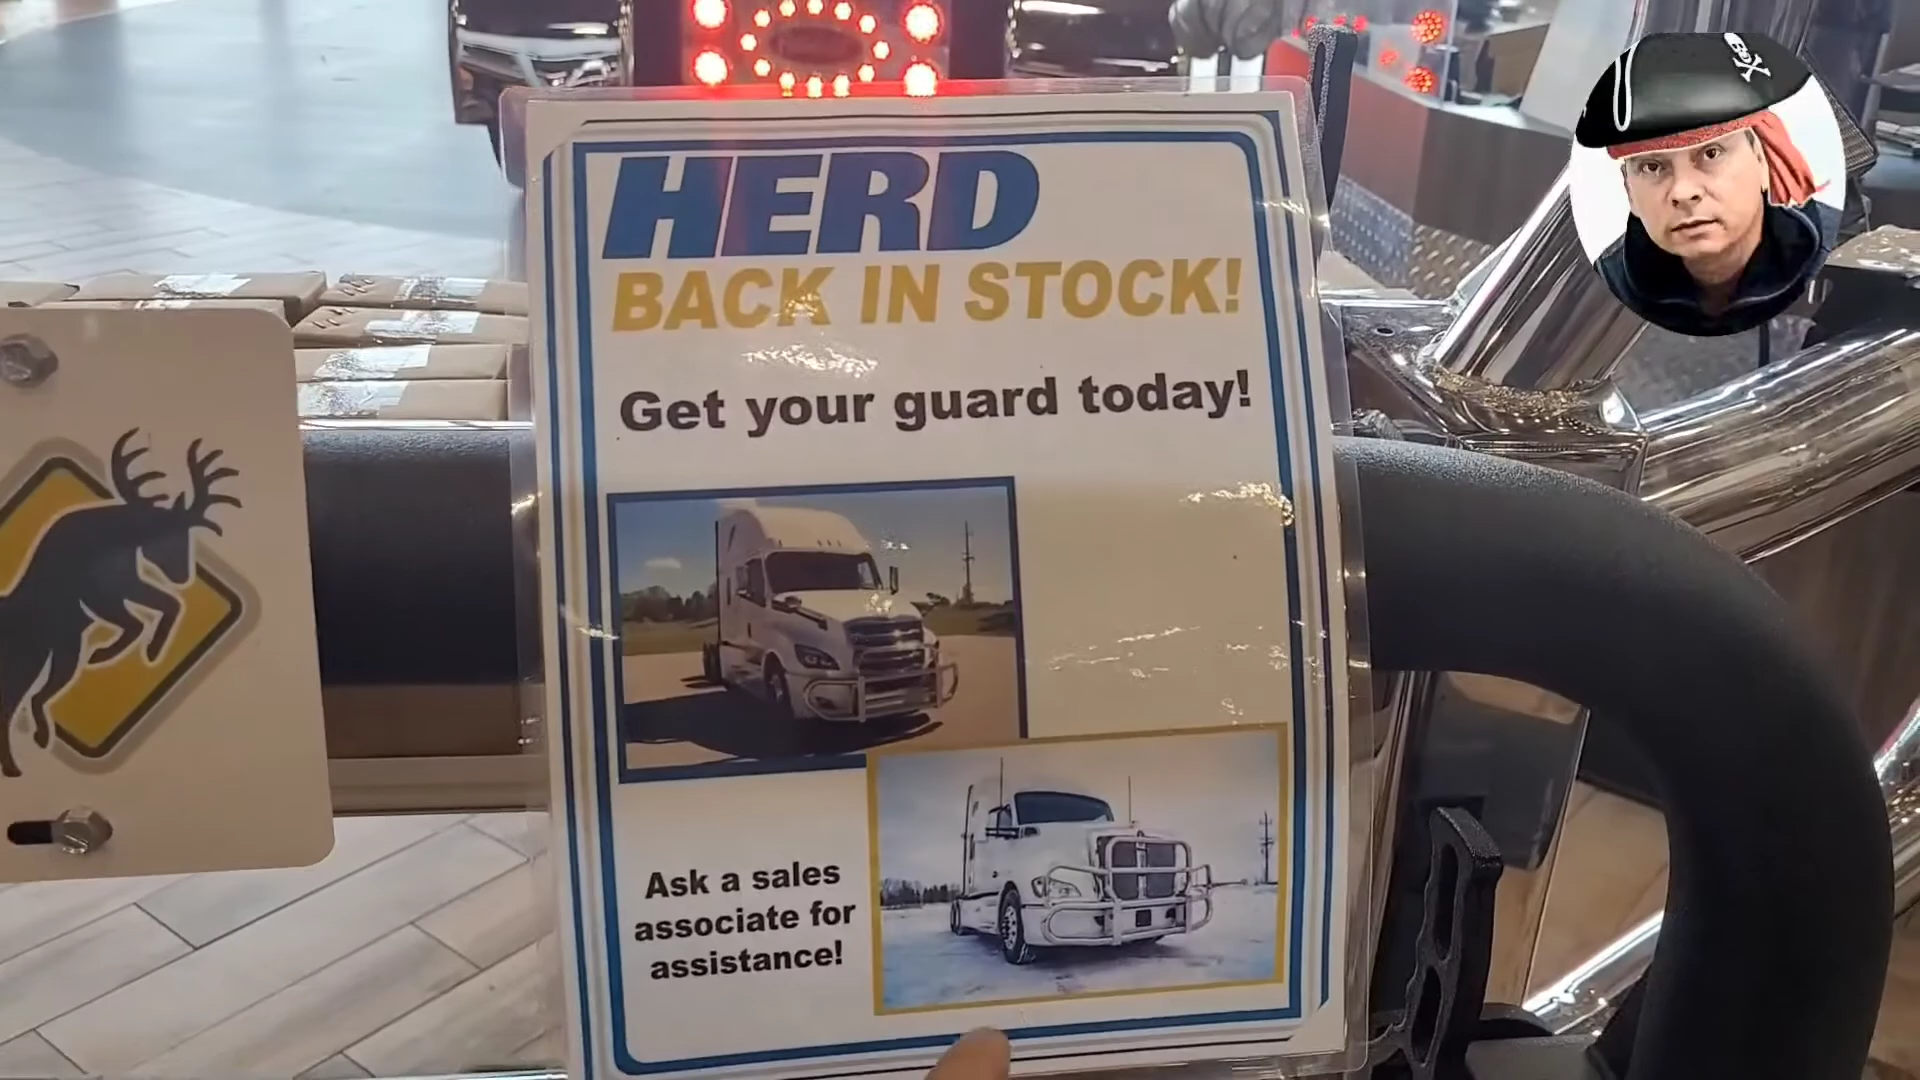 HERD
BACK IN STOCK!
Get your guard today!
Ask a sales
associate for
assistance!